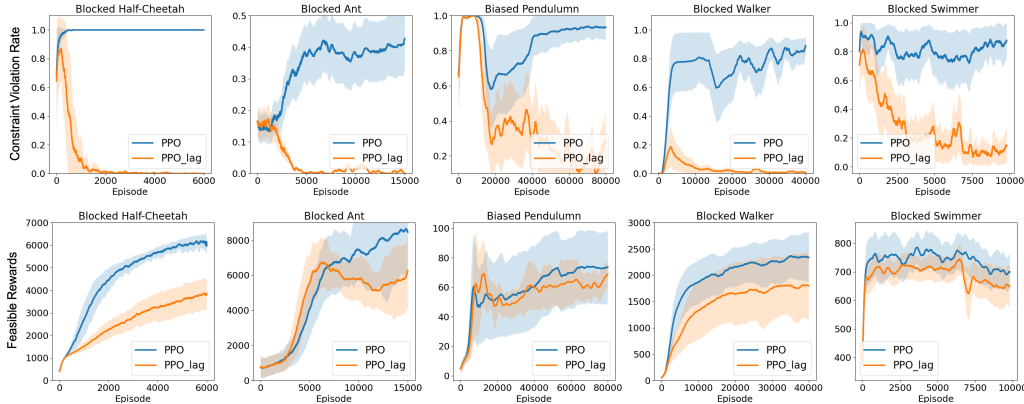 Blocked Half-Cheetah
Constraint Violation Rate
1.0
0.8
0.6
0.4
0.2
0.0
0 2000 4000 6000
Episode
PPO
PPO_lag
Blocked Ant
0.5
0.4
0.3
0.2
0.1
0.0
0 5000 10000 15000
Episode
PPO
PPO_lag
Biased Pendulumn
1.0
0.8
0.6
0.4
0.2
0 20000 40000 60000 80000
Episode
PPO
PPO_lag
Blocked Walker
1.0
0.8
0.6
0.4
0.2
0.0
0 10000 20000 30000 40000
Episode
PPO
PPO_lag
Blocked Swimmer
1.0
0.8
0.6
0.4
0.2
0.0
0 2500 5000 7500 10000
Episode
PPO
PPO_lag
Blocked Half-Cheetah
Feasible Rewards
7000
6000
5000
4000
3000
2000
1000
0
0 2000 4000 6000
Episode
PPO
PPO_lag
Blocked Ant
8000
6000
4000
2000
0
0 5000 10000 15000
Episode
PPO
PPO_lag
Biased Pendulumn
100
80
60
40
20
0
0 20000 40000 60000 80000
Episode
PPO
PPO_lag
Blocked Walker
3000
2500
2000
1500
1000
500
0
0 10000 20000 30000 40000
Episode
PPO
PPO_lag
Blocked Swimmer
800
700
600
500
400
0 2500 5000 7500 1000
Episode
PPO
PPO_lag